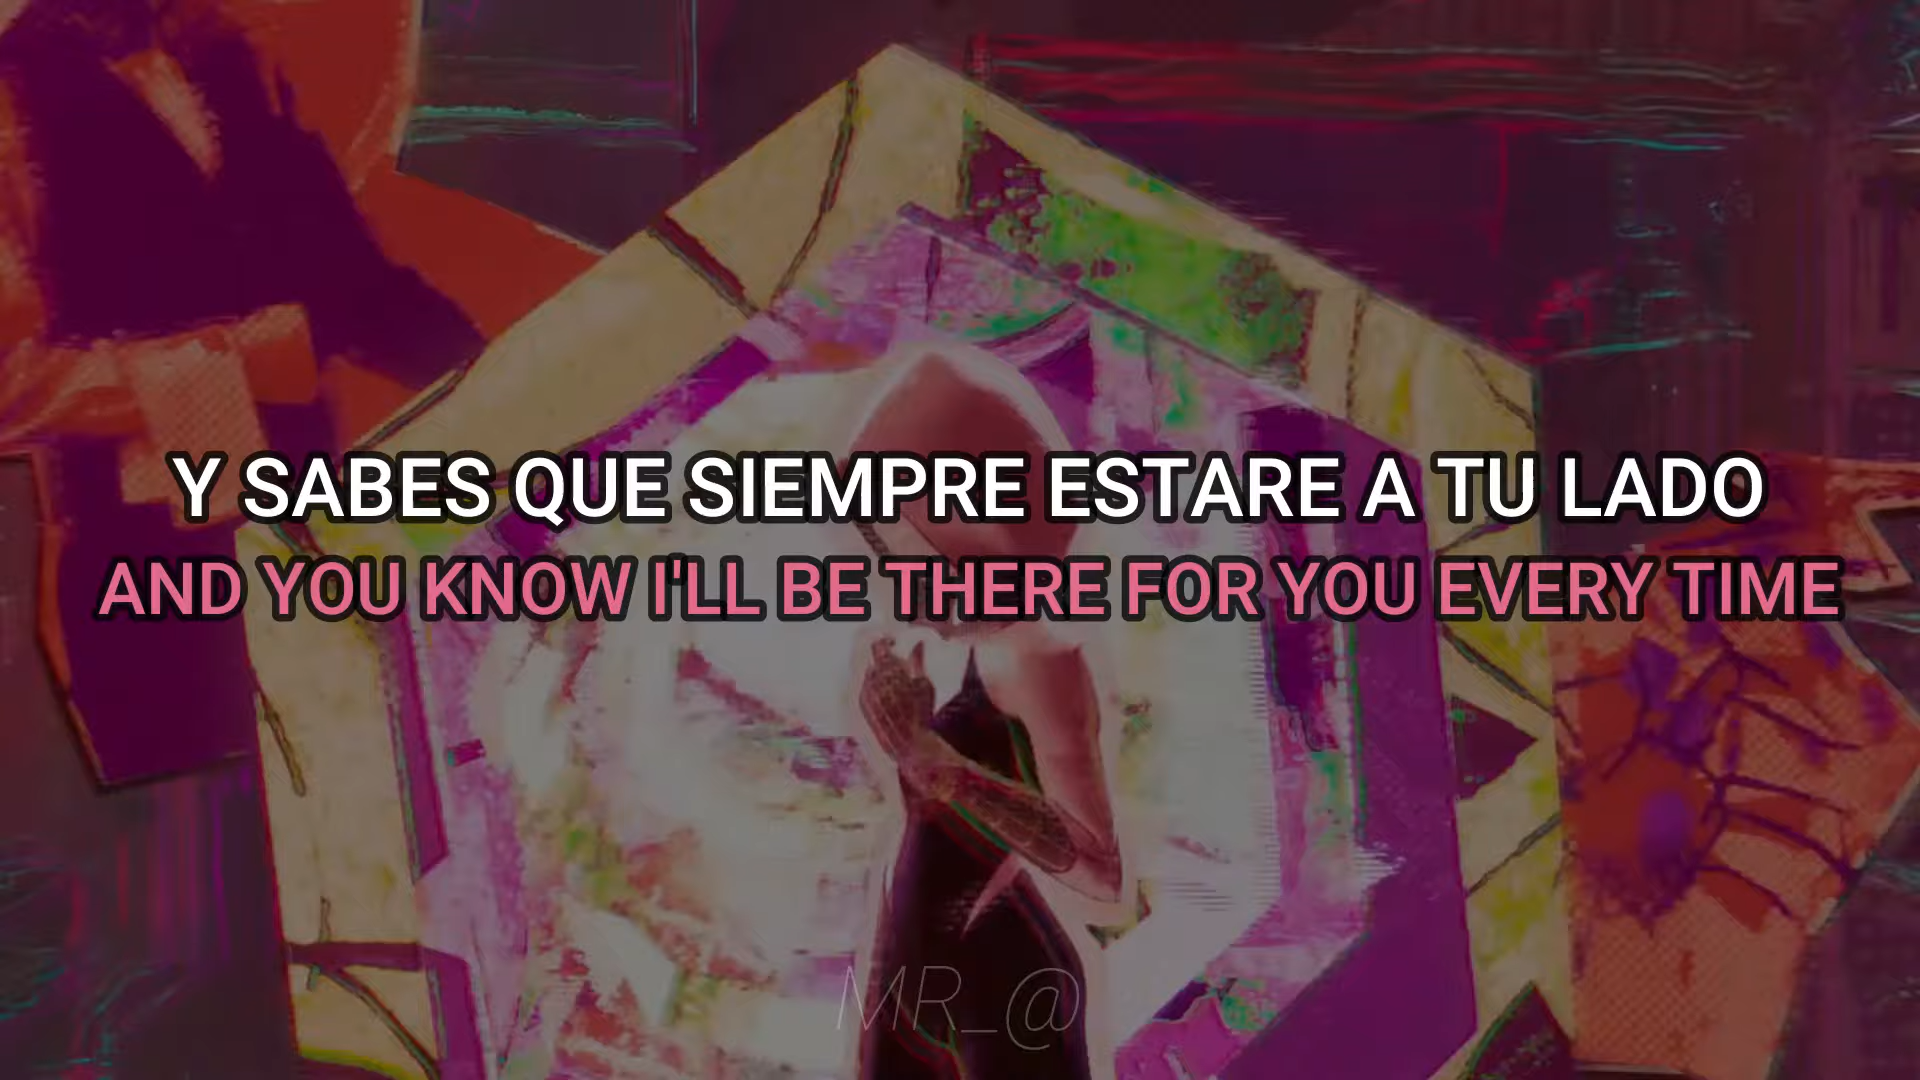 Y SABES QUE SIEMPRE ESTARE A TU LADO
AND YOU KNOW I'LL BE THERE FOR YOU EVERY TIME
MR_@